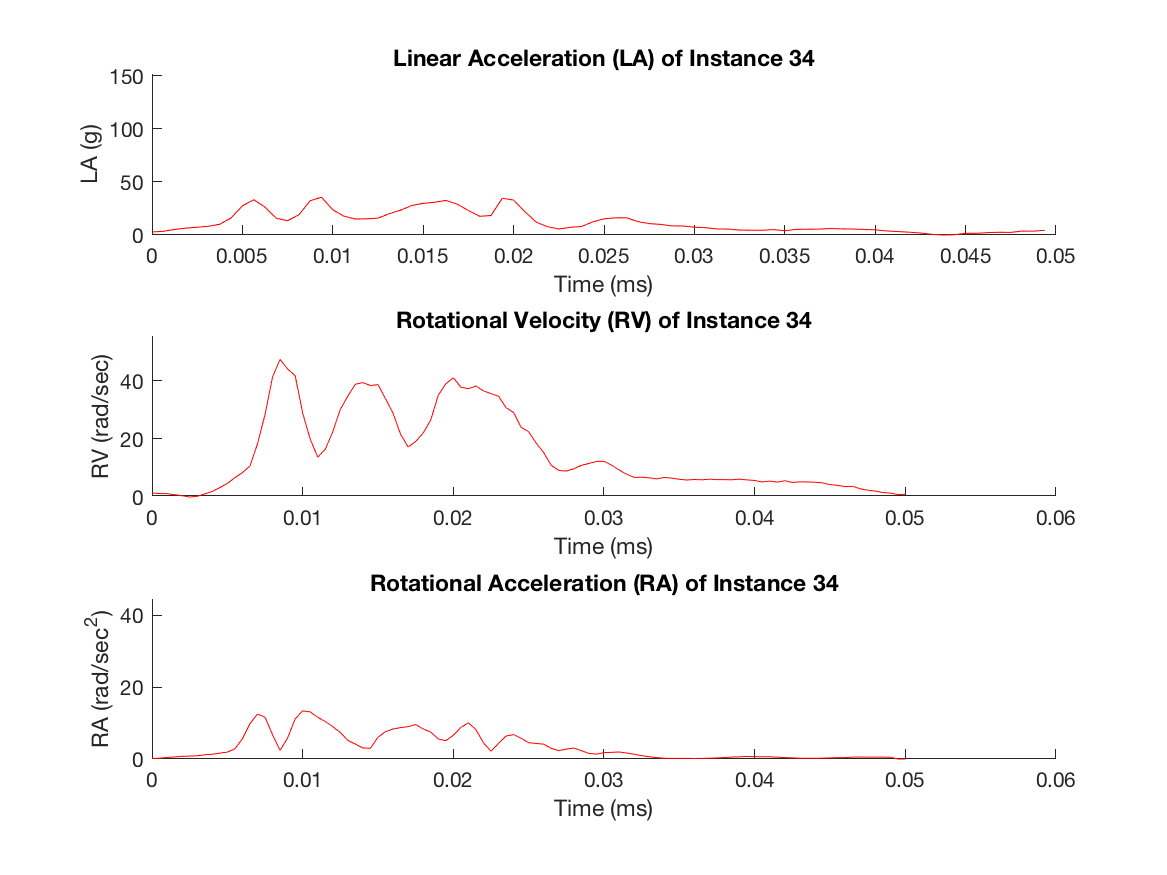 Linear Acceleration (LA) of Instance 34
150
100
50
0
LA (g)
0 0.005 0.01 0.015 0.02 0.025 0.03 0.035 0.04 0.045 0.05
Time (ms)
Rotational Velocity (RV) of Instance 34
40
20
0
RV (rad/sec)
0 0.01 0.02 0.03 0.04 0.05 0.06
Time (ms)
Rotational Acceleration (RA) of Instance 34
40
20
0
RA (rad/sec²)
0 0.01 0.02 0.03 0.04 0.05 0.06
Time (ms)